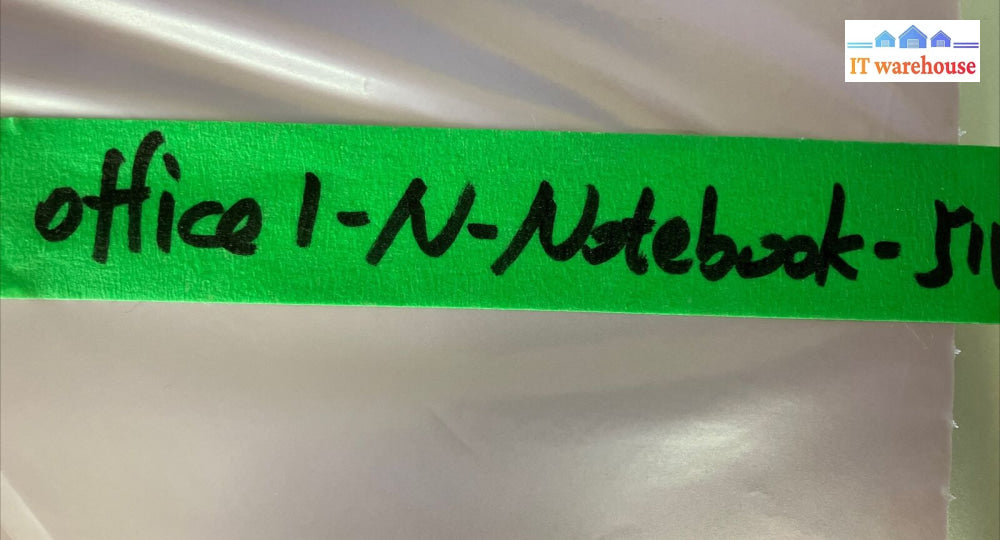 IT warehouse
office 1-N-Notebook-